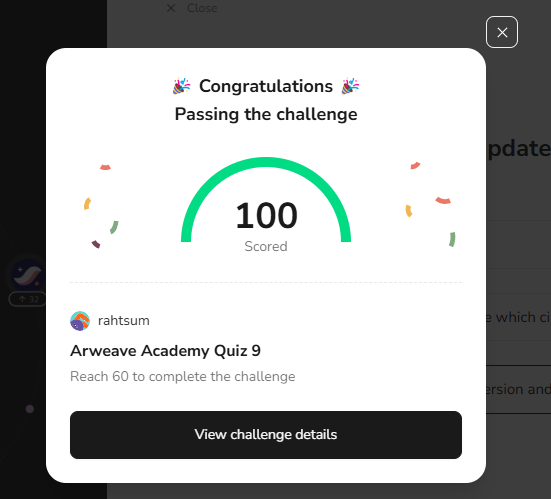 Close
Congratulations
Passing the challenge
pdate
100
Scored
32
e which ci
rahtsum
Arweave Academy Quiz 9
Reach 60 to complete the challenge
ersion and
View challenge details